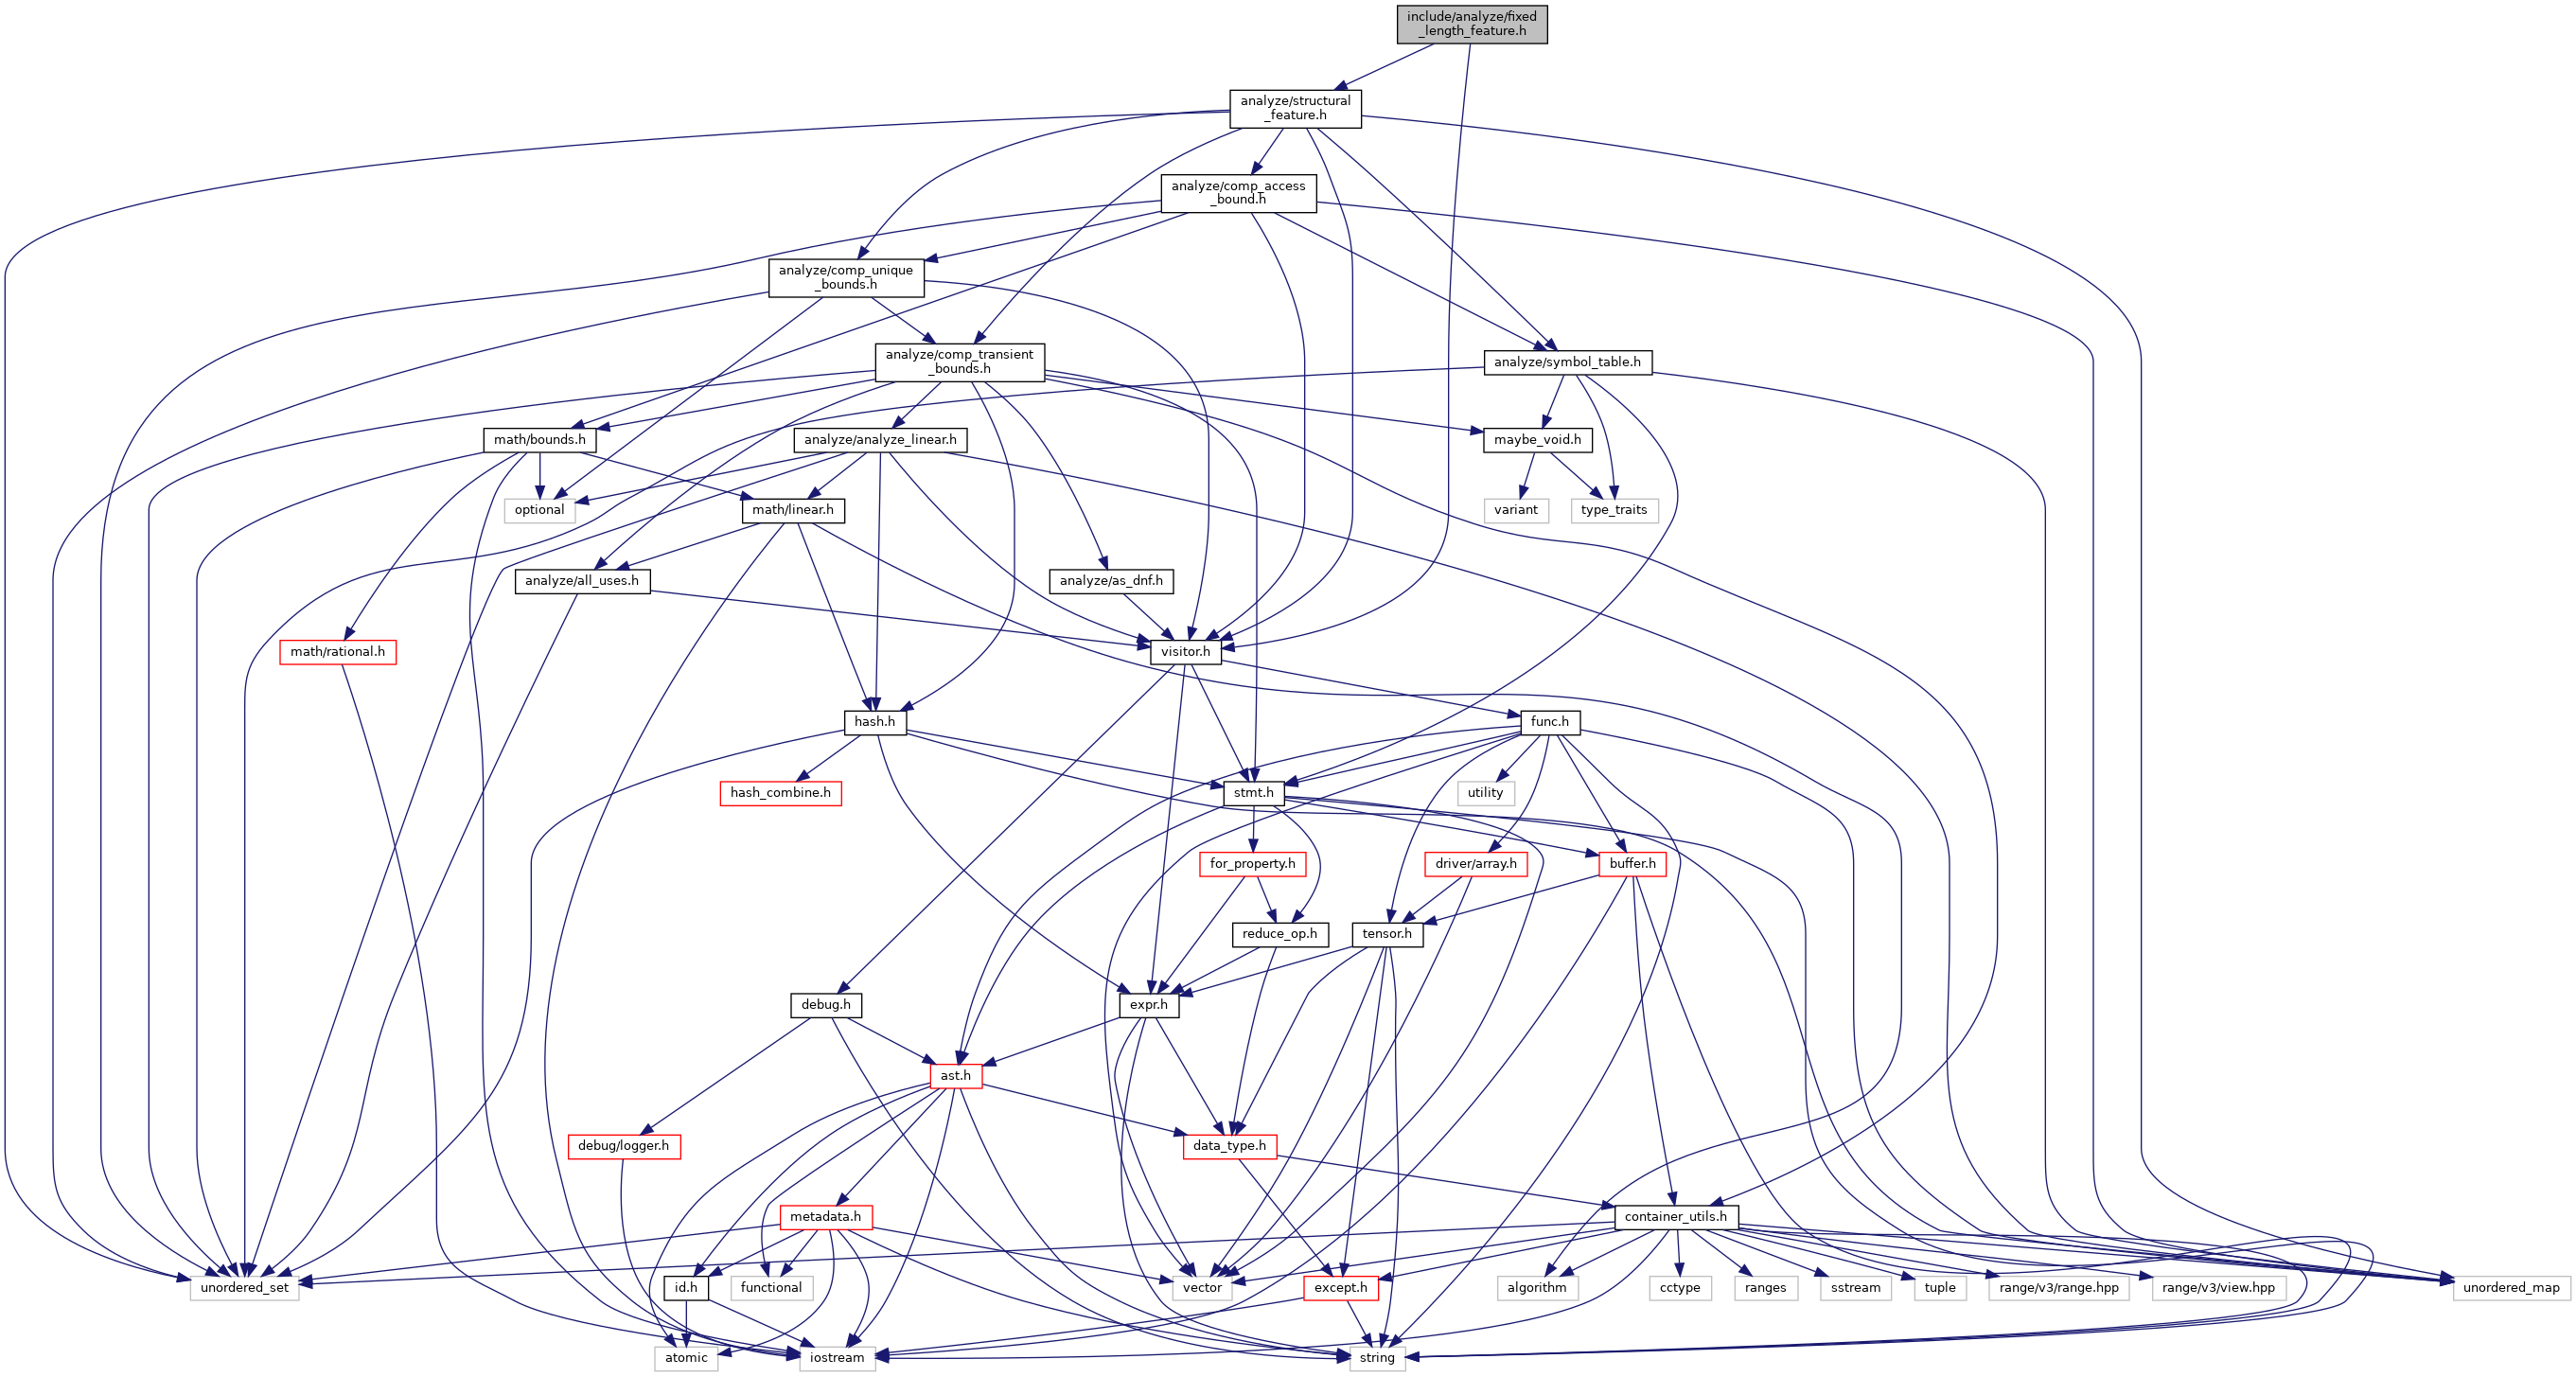 include/analyze/fixed
_length_feature.h
analyze/structural
_feature.h
analyze/comp_access
_bound.h
analyze/comp_unique
_bounds.h
analyze/comp_transient
_bounds.h
analyze/symbol_table.h
math/bounds.h
analyze/analyze_linear.h
maybe_void.h
optional
math/linear.h
variant
type_traits
analyze/all_uses.h
analyze/as_dnf.h
math/rational.h
visitor.h
hash.h
func.h
hash_combine.h
stmt.h
utility
for_property.h
driver/array.h
buffer.h
reduce_op.h
tensor.h
debug.h
expr.h
ast.h
debug/logger.h
data_type.h
metadata.h
container_utils.h
unordered_set
id.h
functional
vector
except.h
algorithm
cctype
ranges
sstream
tuple
range/v3/range.hpp
range/v3/view.hpp
unordered_map
atomic
iostream
string